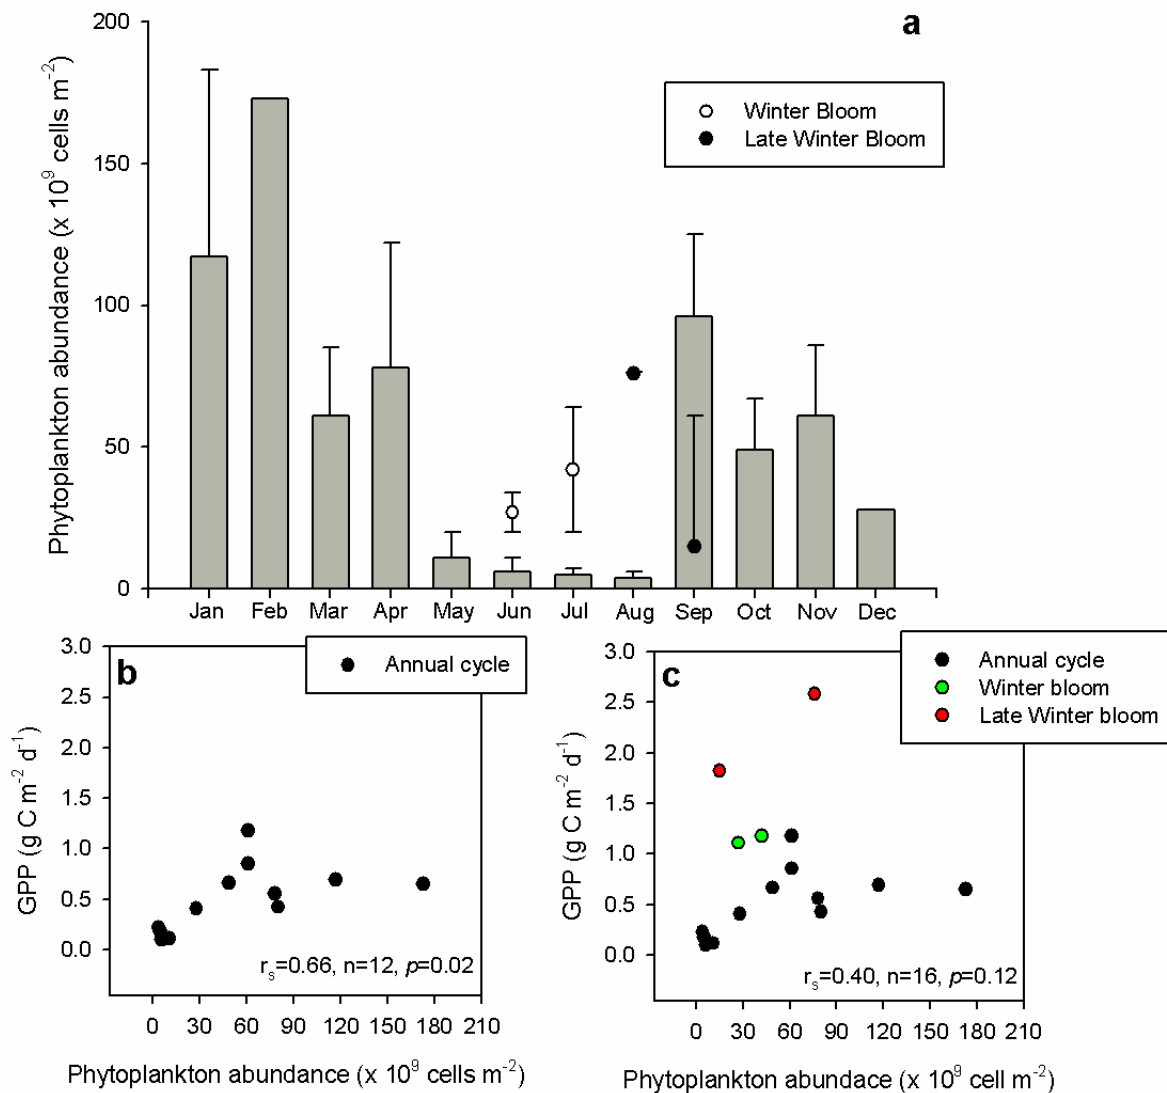 a
200
150
100
50
0
Phytoplankton abundance (x 10⁹ cells m⁻²)
Winter Bloom
Late Winter Bloom
Jan Feb Mar Apr May Jun Jul Aug Sep Oct Nov Dec
b
Annual cycle
3.0
2.5
2.0
1.5
1.0
0.5
0.0
GPP (g C m⁻² d⁻¹)
rₛ=0.66, n=12, p=0.02
0 30 60 90 120 150 180 210
Phytoplankton abundance (x 10⁹ cells m⁻²)
c
Annual cycle
Winter bloom
Late Winter bloom
3.0
2.5
2.0
1.5
1.0
0.5
0.0
GPP (g C m⁻² d⁻¹)
rₛ=0.40, n=16, p=0.12
0 30 60 90 120 150 180 210
Phytoplankton abundace (x 10⁹ cell m⁻²)